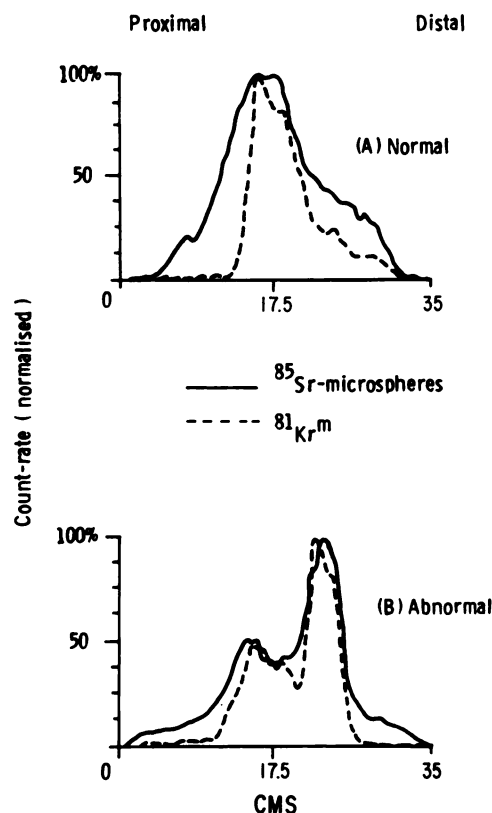 Proximal Distal
100%
(A) Normal
50
0 17.5 35
Count-rate (normalised)
⁸⁵Sr-microspheres
⁸¹Krᵐ
100%
(B) Abnormal
50
0 17.5 35
CMS